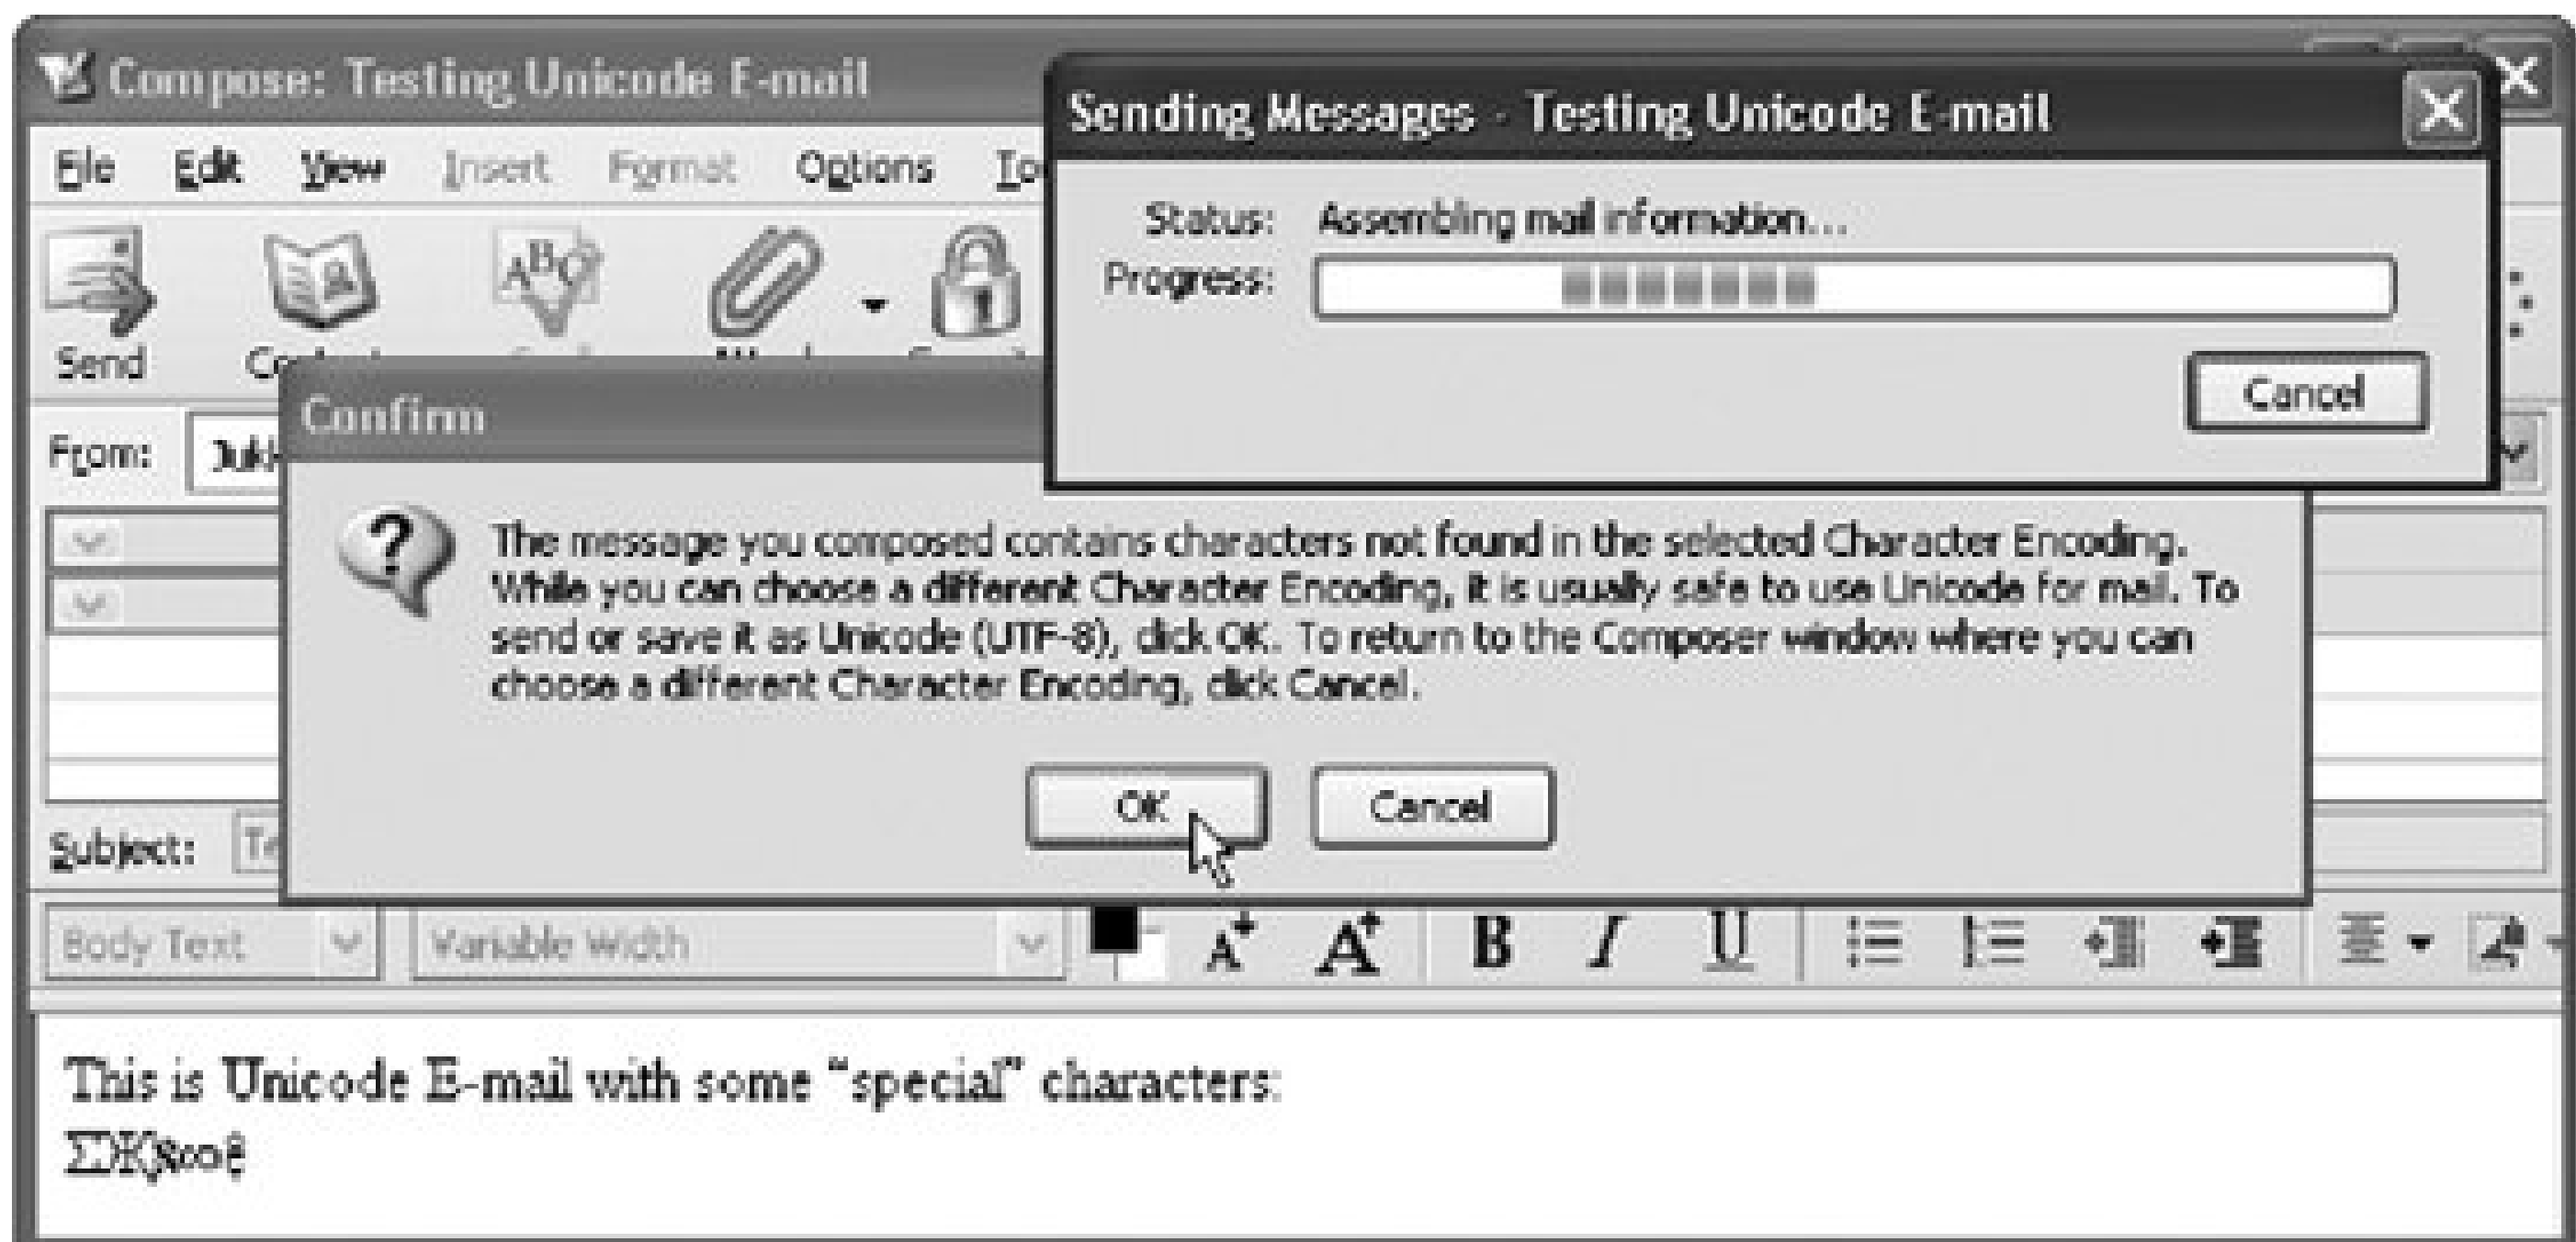 Compose: Testing Unicode E-mail
Sending Messages - Testing Unicode E-mail
File Edit View Insert Format Options
Status: Assembling mail information...
Progress:
Send
Cancel
Confirm
From:
The message you composed contains characters not found in the selected Character Encoding.
While you can choose a different Character Encoding, it is usually safe to use Unicode for mail. To
send or save it as Unicode (UTF-8), click OK. To return to the Composer window where you can
choose a different Character Encoding, click Cancel.
OK Cancel
Subject:
Body Text Variable Width
This is Unicode E-mail with some “special” characters: